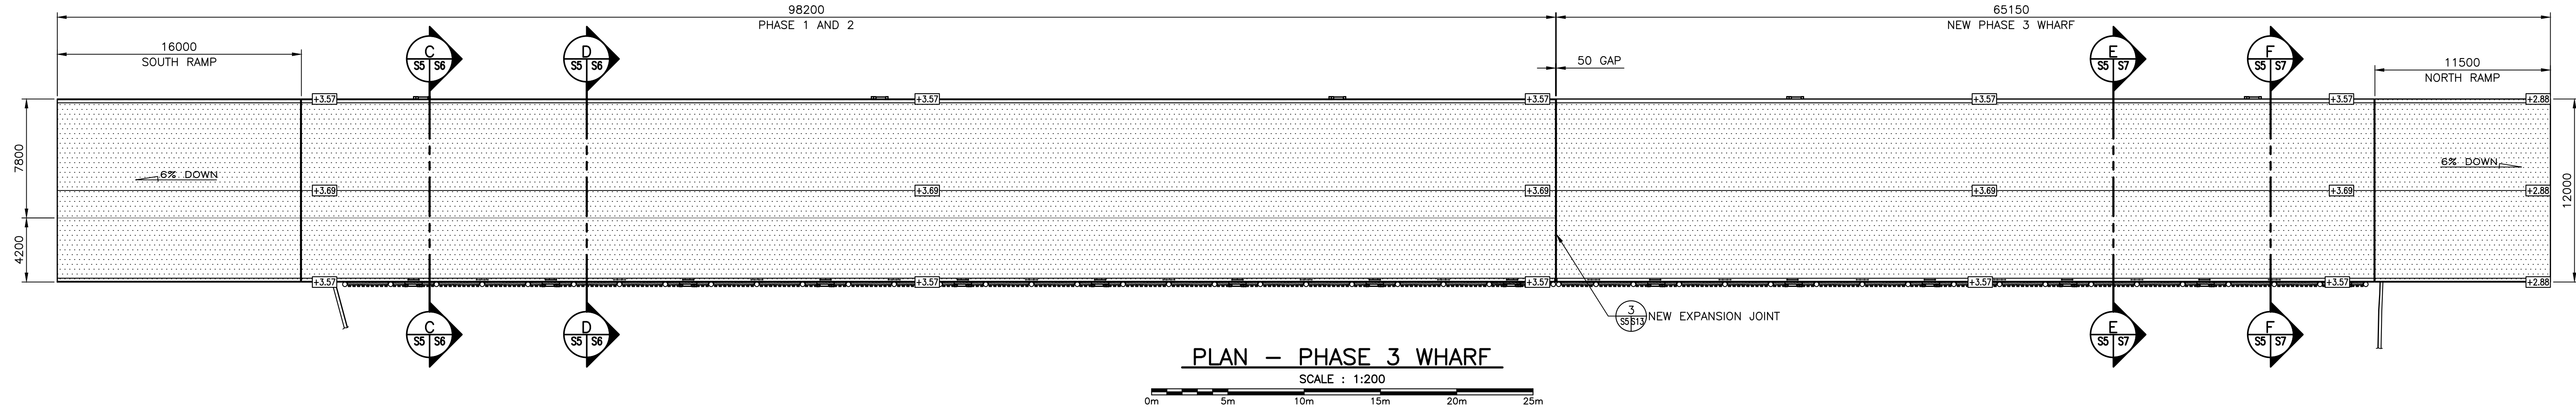 98200
65150
PHASE 1 AND 2
NEW PHASE 3 WHARF
16000
SOUTH RAMP
C
S5 S6
D
S5 S6
50 GAP
E
S5 S7
F
S5 S7
11500
NORTH RAMP
+3.57
+3.57
+3.57
+3.57
+3.57
+2.88
7800
6% DOWN
6% DOWN
+3.69
+3.69
+3.69
+3.69
+3.69
+2.88
12000
4200
+3.57
+3.57
+3.57
+3.57
+3.57
+2.88
3
S5 S13
NEW EXPANSION JOINT
C
S5 S6
D
S5 S6
E
S5 S7
F
S5 S7
PLAN - PHASE 3 WHARF
SCALE : 1:200
0m 5m 10m 15m 20m 25m